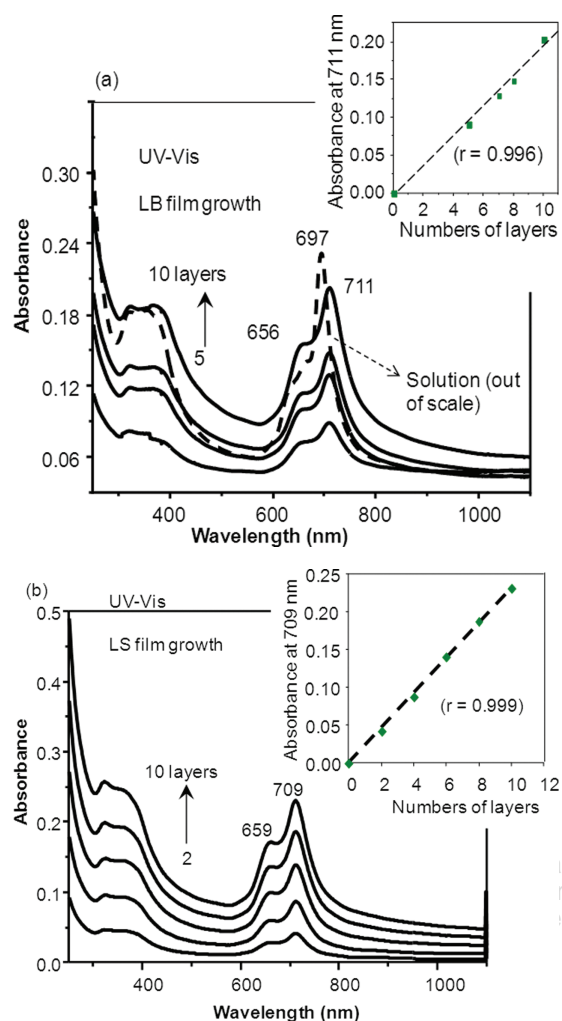 (a)
UV-Vis
LB film growth
10 layers
5
656
697
711
Solution (out
of scale)
Absorbance
0.30
0.24
0.18
0.12
0.06
400
600
800
1000
Wavelength (nm)
Absorbance at 711 nm
0.20
0.15
0.10
0.05
0.00
(r = 0.996)
0 2 4 6 8 10
Numbers of layers
(b)
UV-Vis
LS film growth
10 layers
2
659
709
Absorbance
0.5
0.4
0.3
0.2
0.1
0.0
400
600
800
1000
Wavelength (nm)
Absorbance at 709 nm
0.25
0.20
0.15
0.10
0.05
0.00
(r = 0.999)
0 2 4 6 8 10 12
Numbers of layers